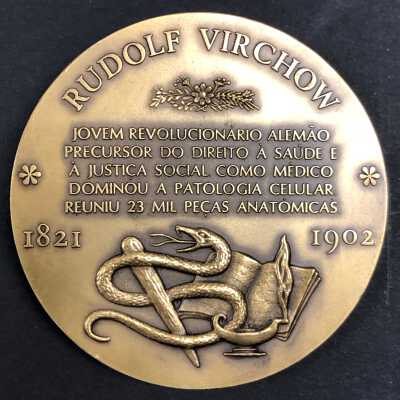 RUDOLF VIRCHOW
JOVEM REVOLUCIONÁRIO ALEMÃO
PRECURSOR DO DIREITO À SAÚDE E
À JUSTIÇA SOCIAL COMO MÉDICO
DOMINOU A PATOLOGIA CELULAR
REUNIU 23 MIL PEÇAS ANATÓMICAS
1821 1902